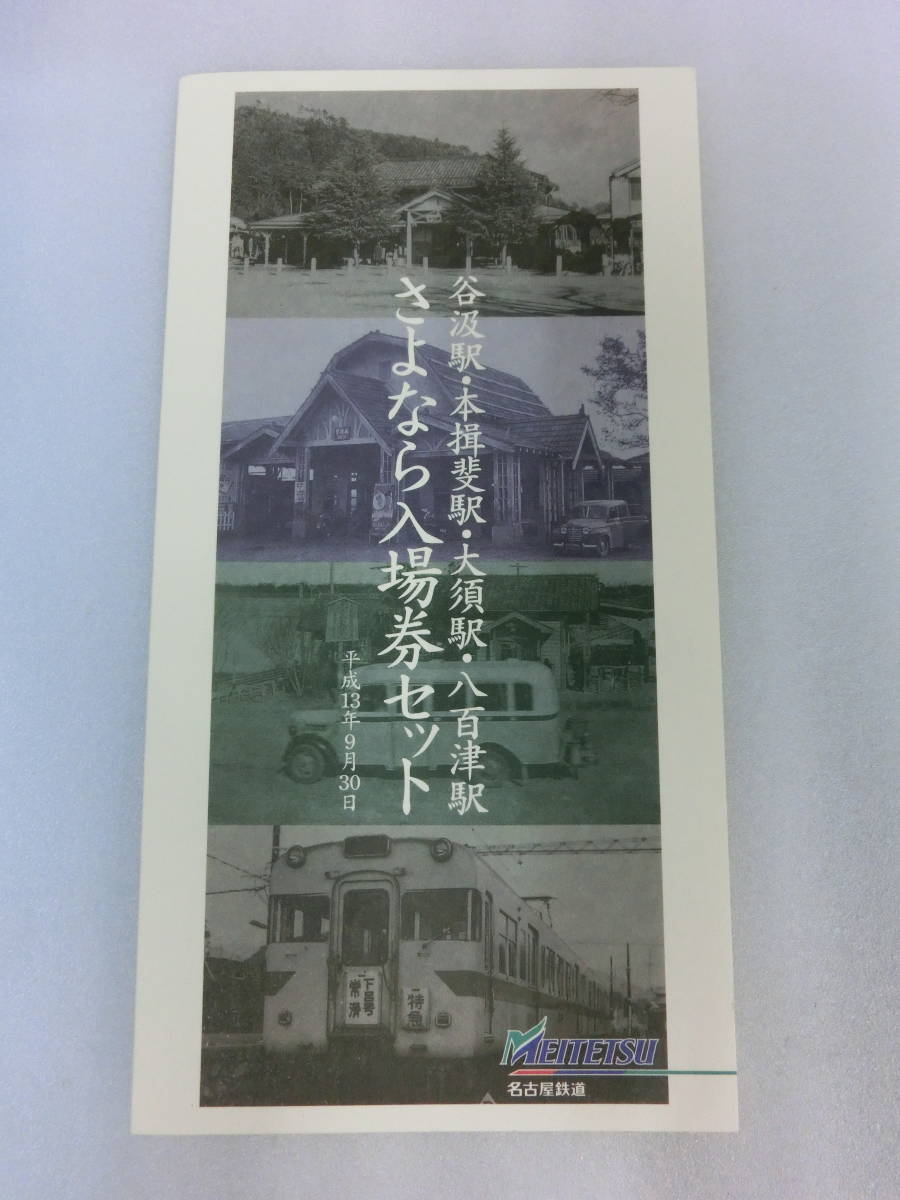 谷汲駅・本揖斐駅・大須駅・八百津駅
さよなら入場券セット
平成13年9月30日
下呂号
常滑
特急
MEITETSU
名古屋鉄道